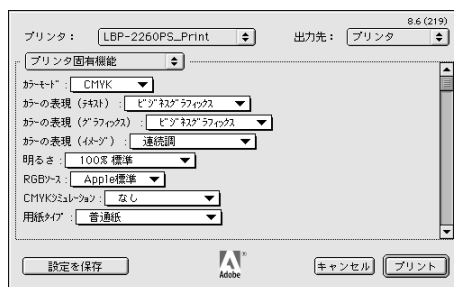 8.6 (219)
プリンタ： LBP-2260PS_Print 出力先： プリンタ
プリンタ固有機能
ｶﾗｰﾓｰﾄﾞ： CMYK
ｶﾗｰの表現 (ﾃｷｽﾄ) ： ﾋﾞｼﾞﾈｽｸﾞﾗﾌｨｯｸｽ
ｶﾗｰの表現 (ｸﾞﾗﾌｨｯｸｽ) ： ﾋﾞｼﾞﾈｽｸﾞﾗﾌｨｯｸｽ
ｶﾗｰの表現 (ｲﾒｰｼﾞ) ： 連続調
明るさ： 100% 標準
RGBｿｰｽ： Apple標準
CMYKｼﾐｭﾚｰｼｮﾝ： なし
用紙ﾀｲﾌﾟ： 普通紙
設定を保存 Adobe キャンセル プリント